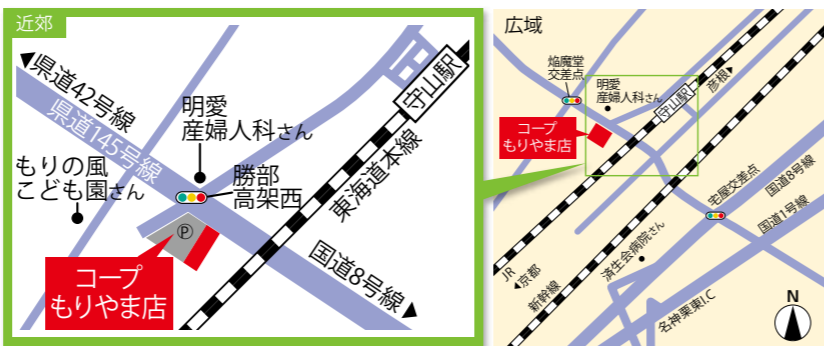 近郊
県道42号線
県道145号線
明愛
産婦人科さん
守山駅
もりの風
こども園さん
勝部
高架西
東海道本線
P
コープ
もりやま店
国道8号線
広域
焔魔堂
交差点
明愛
産婦人科さん
守山駅
彦根
コープ
もりやま店
宅屋交差点
国道8号線
国道1号線
済生会病院さん
JR
京都
新幹線
名神栗東I.C
N